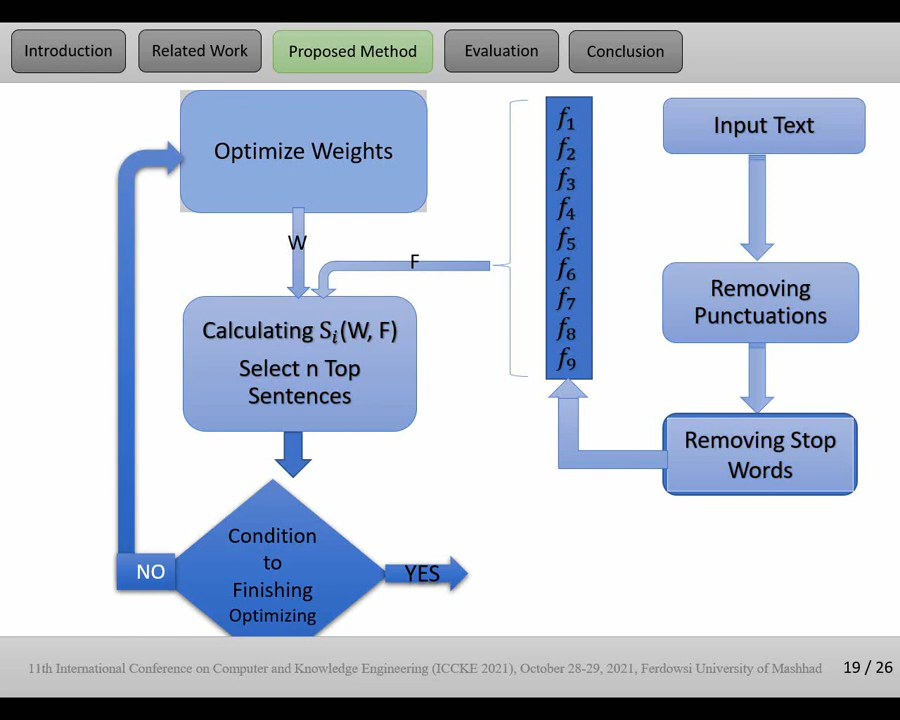 Introduction
Related Work
Proposed Method
Evaluation
Conclusion
Optimize Weights
W
F
Calculating S𝑖(W, F)
Select n Top
Sentences
Condition
to
Finishing
Optimizing
NO
YES
f1
f2
f3
f4
f5
f6
f7
f8
f9
Input Text
Removing
Punctuations
Removing Stop
Words
11th International Conference on Computer and Knowledge Engineering (ICCKE 2021), October 28-29, 2021, Ferdowsi University of Mashhad
19 / 26